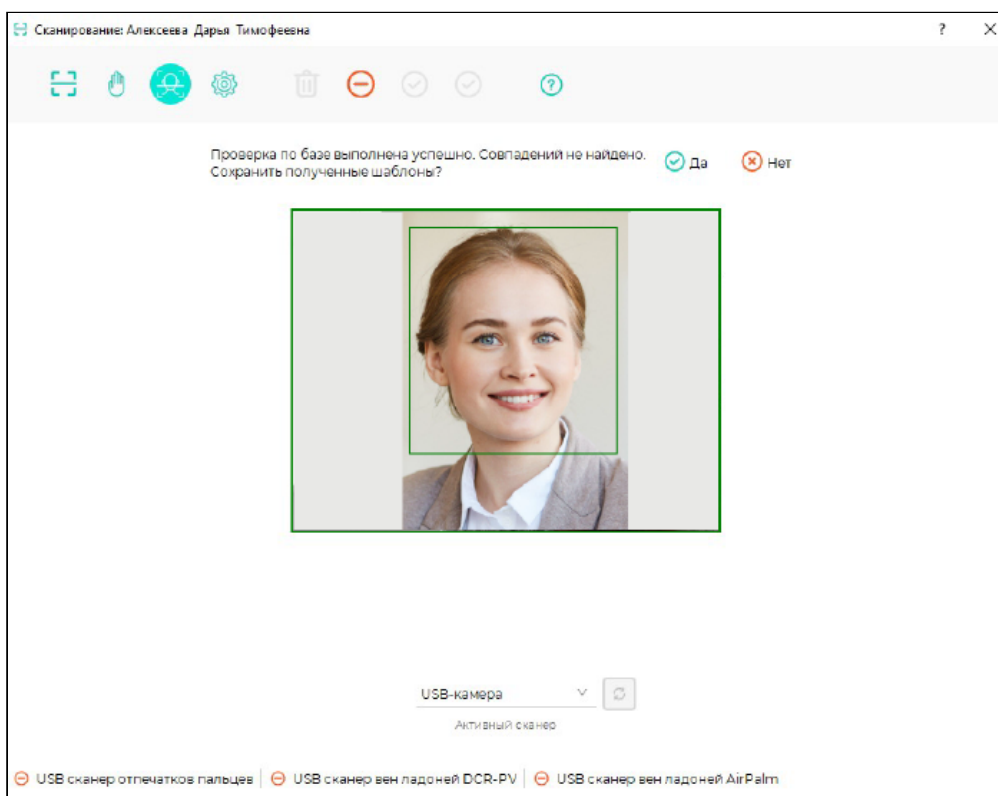 Сканирование: Алексеева Дарья Тимофеевна
?
Проверка по базе выполнена успешно. Совпадений не найдено.
Сохранить полученные шаблоны?
Да
Нет
USB-камера
Активный сканер
USB сканер отпечатков пальцев
USB сканер вен ладоней DCR-PV
USB сканер вен ладоней AirPalm